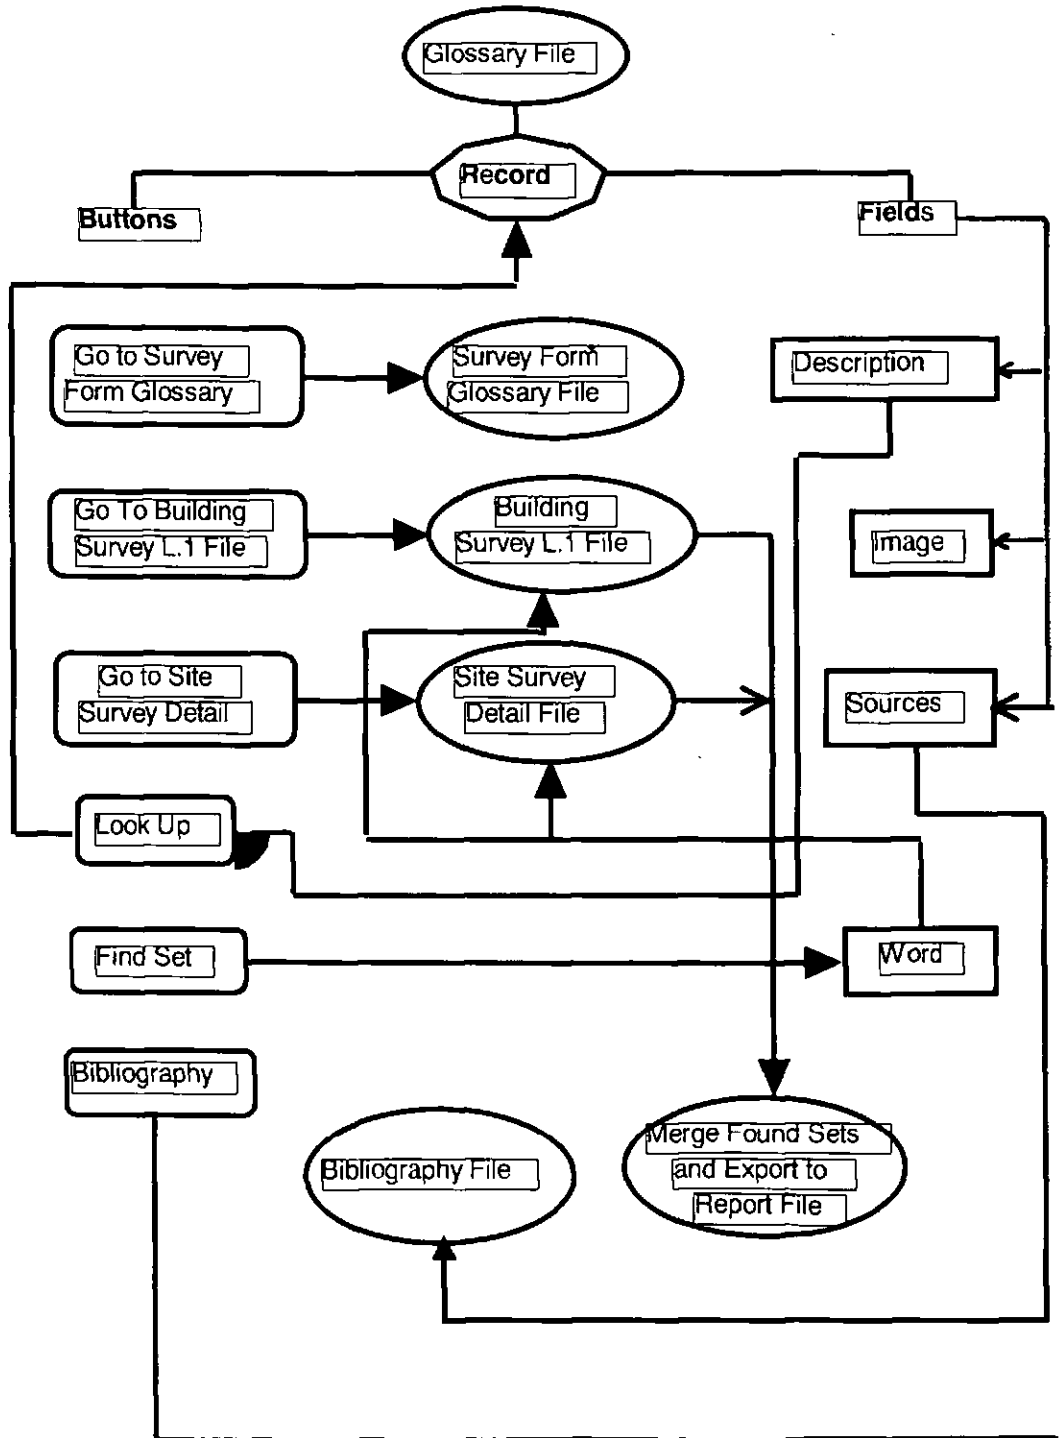 Glossary File
Record
Buttons
Fields
Go to Survey
Form Glossary
Survey Form
Glossary File
Description
Go To Building
Survey L.1 File
Building
Survey L.1 File
Image
Go to Site
Survey Detail
Site Survey
Detail File
Sources
Look Up
Find Set
Word
Bibliography
Bibliography File
Merge Found Sets
and Export to
Report File